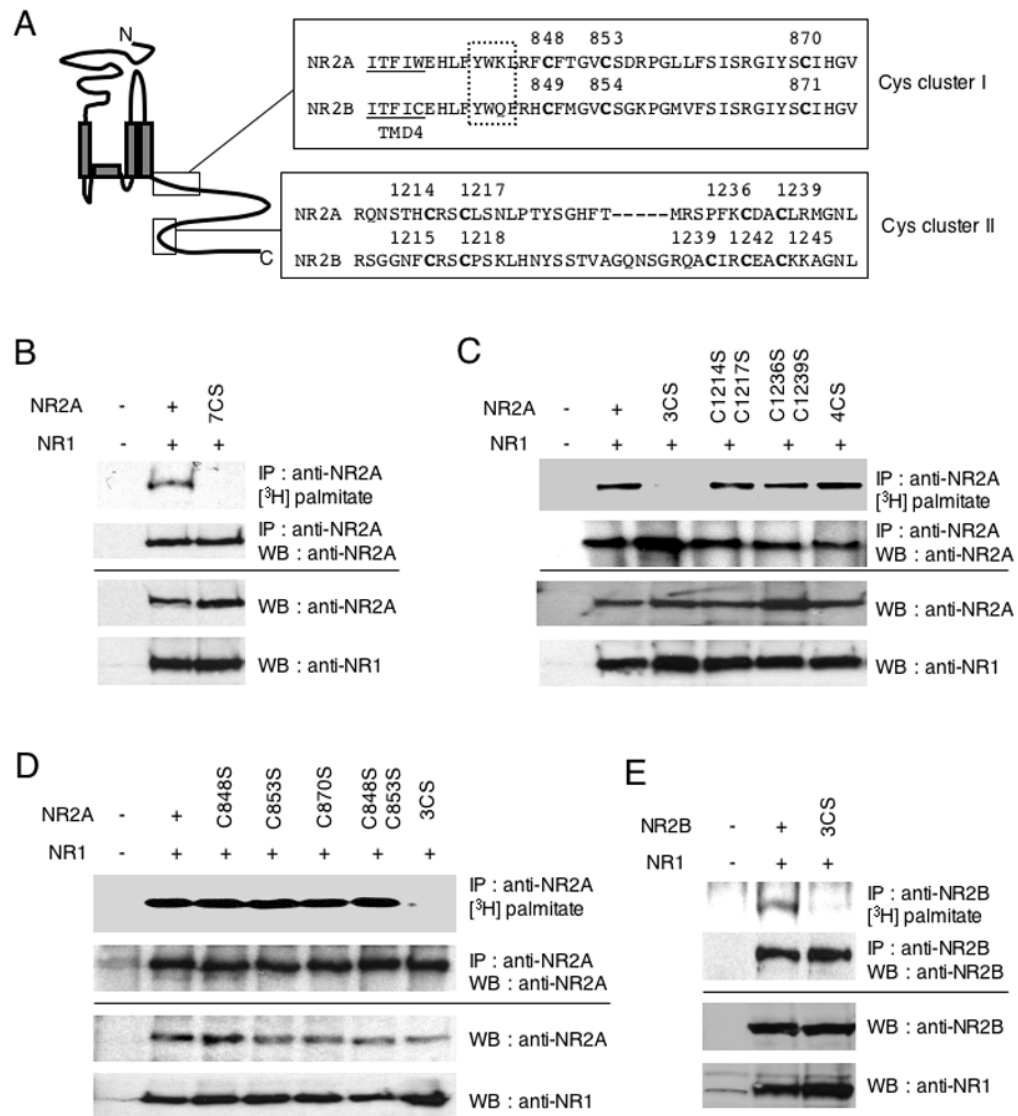 A
N
C
848 853 870
NR2A ITFIWEHLFYWKLRFCFTGVCSDRPGLLFSISRGIYSCIHGV
849 854 871
NR2B ITFICEHLFYWQFRHCFMGVCSGKPGMVFSISRGIYSCIHGV
TMD4
Cys cluster I
1214 1217 1236 1239
NR2A RQNSTHCRSCLSNLPTYSGHFT-----MRSPFKCDACLRMGNL
1215 1218 1239 1242 1245
NR2B RSGGNFCRSCPSKLHNYSSTVAGQNSGRQACIRCEACKKAGNL
Cys cluster II
B
NR2A - + 7CS
NR1 - + +
IP : anti-NR2A
[³H] palmitate
IP : anti-NR2A
WB : anti-NR2A
WB : anti-NR2A
WB : anti-NR1
C
NR2A - + 3CS C1214S C1217S C1236S C1239S 4CS
NR1 - + + + + +
IP : anti-NR2A
[³H] palmitate
IP : anti-NR2A
WB : anti-NR2A
WB : anti-NR2A
WB : anti-NR1
D
NR2A - + C848S C853S C870S C848S C853S 3CS
NR1 - + + + + + +
IP : anti-NR2A
[³H] palmitate
IP : anti-NR2A
WB : anti-NR2A
WB : anti-NR2A
WB : anti-NR1
E
NR2B - + 3CS
NR1 - + +
IP : anti-NR2B
[³H] palmitate
IP : anti-NR2B
WB : anti-NR2B
WB : anti-NR2B
WB : anti-NR1